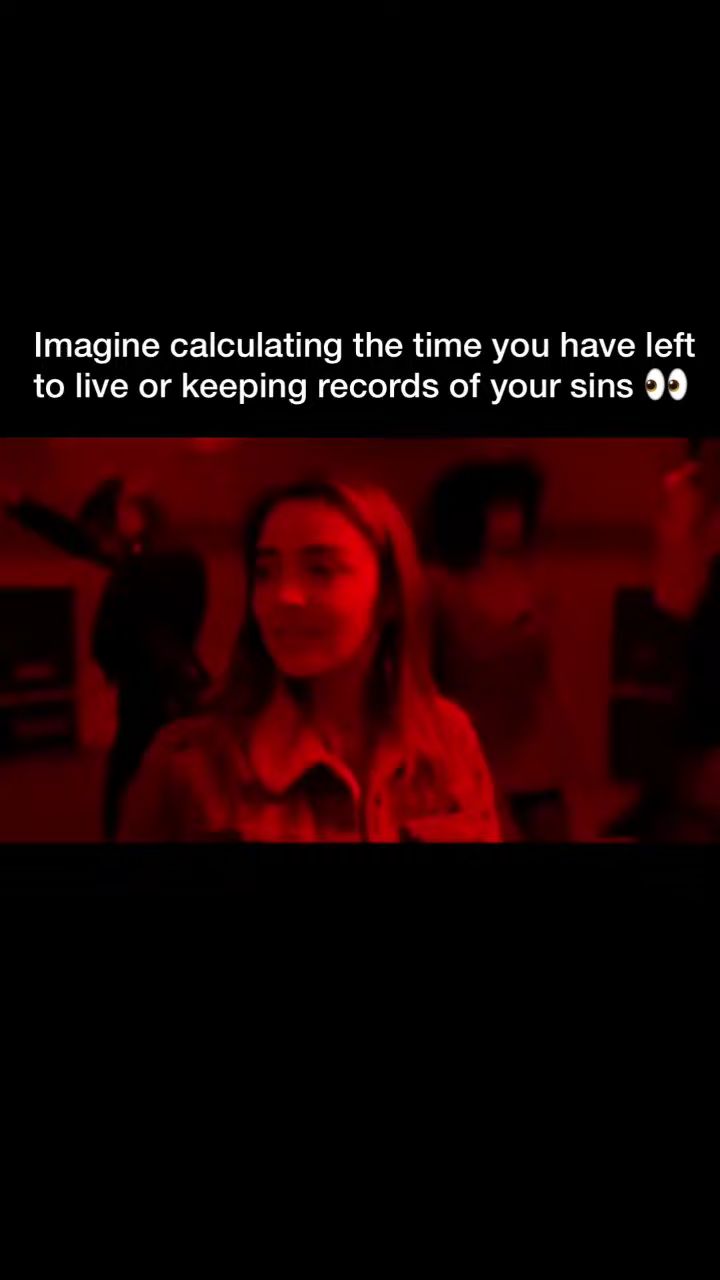 Imagine calculating the time you have left
to live or keeping records of your sins 👀